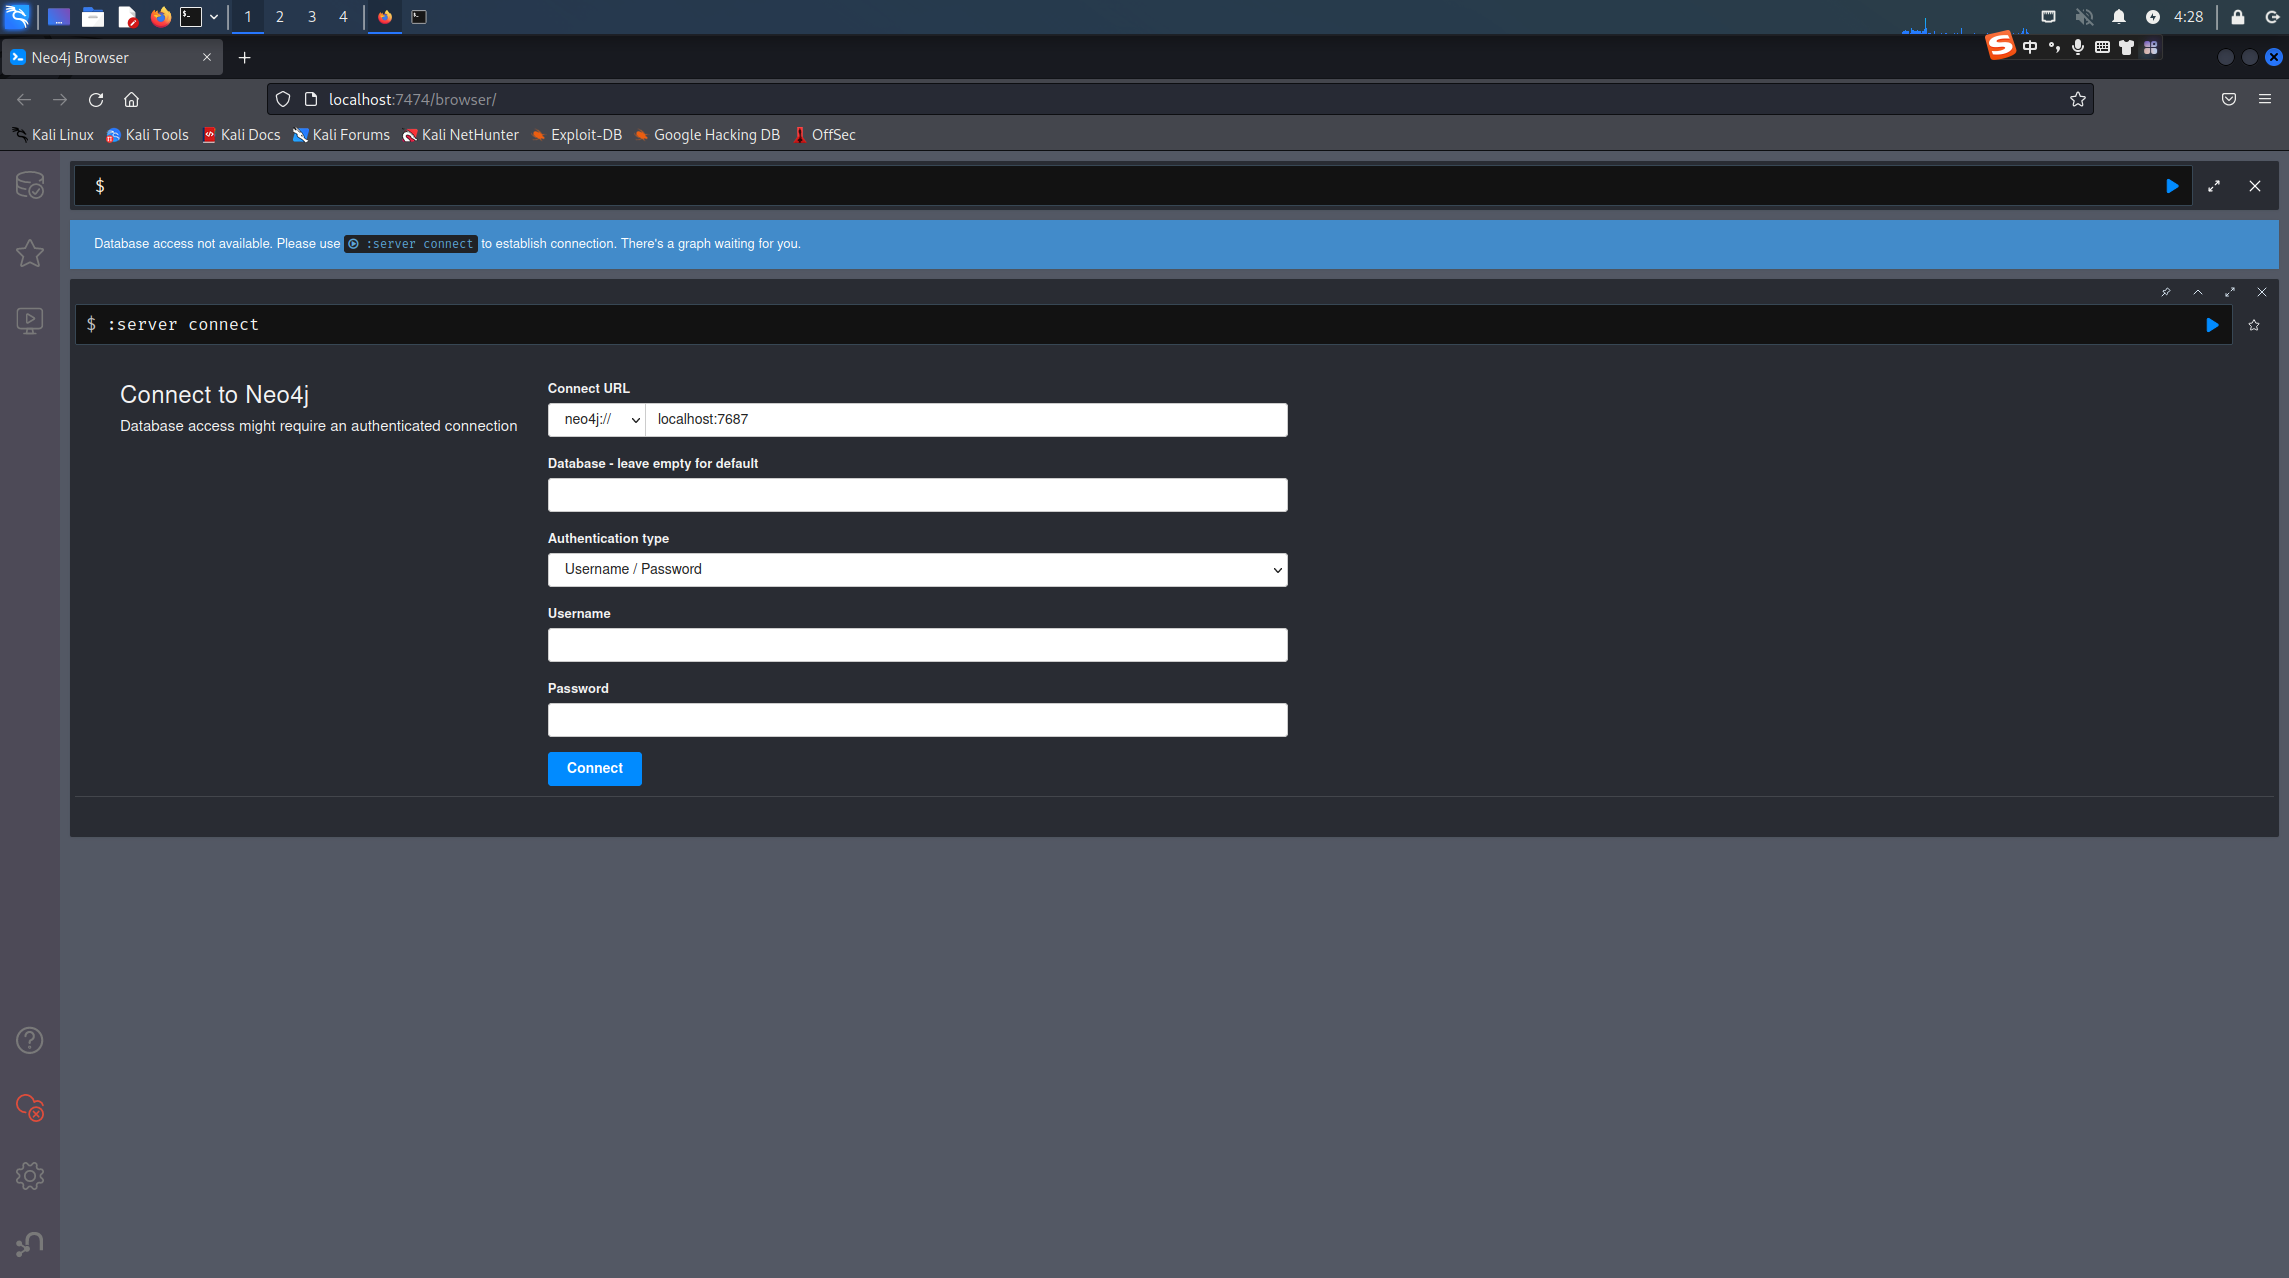 1 2 3 4
4:28
Neo4j Browser
中
localhost:7474/browser/
Kali Linux Kali Tools Kali Docs Kali Forums Kali NetHunter Exploit-DB Google Hacking DB OffSec
$
Database access not available. Please use :server connect to establish connection. There's a graph waiting for you.
$ :server connect
Connect to Neo4j
Database access might require an authenticated connection
Connect URL
neo4j:// localhost:7687
Database - leave empty for default
Authentication type
Username / Password
Username
Password
Connect